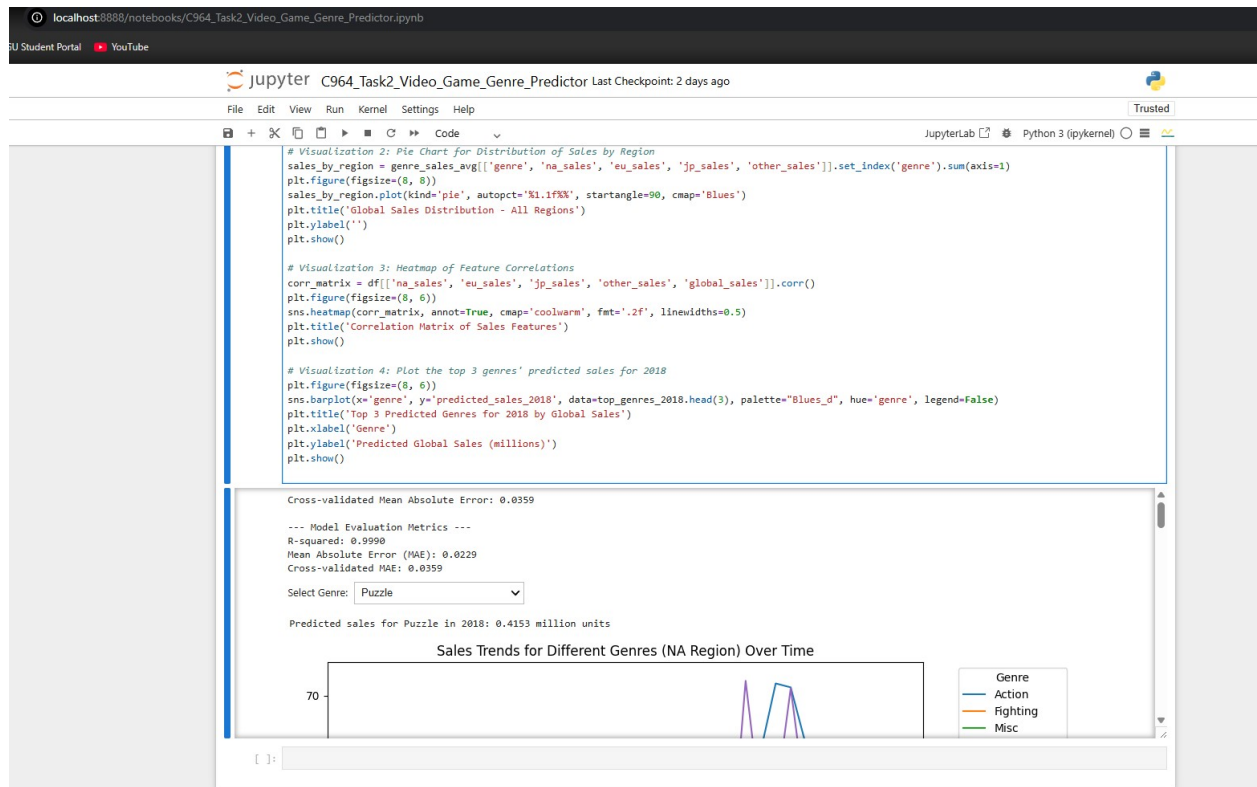 localhost:8888/notebooks/C964_Task2_Video_Game_Genre_Predictor.ipynb
GU Student Portal YouTube
jupyter C964_Task2_Video_Game_Genre_Predictor Last Checkpoint: 2 days ago
File Edit View Run Kernel Settings Help Trusted
Code JupyterLab Python 3 (ipykernel)
# Visualization 2: Pie Chart for Distribution of Sales by Region
sales_by_region = genre_sales_avg[['genre', 'na_sales', 'eu_sales', 'jp_sales', 'other_sales']].set_index('genre').sum(axis=1)
plt.figure(figsize=(8, 8))
sales_by_region.plot(kind='pie', autopct='%1.1f%%', startangle=90, cmap='Blues')
plt.title('Global Sales Distribution - All Regions')
plt.ylabel('')
plt.show()
# Visualization 3: Heatmap of Feature Correlations
corr_matrix = df[['na_sales', 'eu_sales', 'jp_sales', 'other_sales', 'global_sales']].corr()
plt.figure(figsize=(8, 6))
sns.heatmap(corr_matrix, annot=True, cmap='coolwarm', fmt='.2f', linewidths=0.5)
plt.title('Correlation Matrix of Sales Features')
plt.show()
# Visualization 4: Plot the top 3 genres' predicted sales for 2018
plt.figure(figsize=(8, 6))
sns.barplot(x='genre', y='predicted_sales_2018', data=top_genres_2018.head(3), palette="Blues_d", hue='genre', legend=False)
plt.title('Top 3 Predicted Genres for 2018 by Global Sales')
plt.xlabel('Genre')
plt.ylabel('Predicted Global Sales (millions)')
plt.show()
Cross-validated Mean Absolute Error: 0.0359
--- Model Evaluation Metrics ---
R-squared: 0.9990
Mean Absolute Error (MAE): 0.0229
Cross-validated MAE: 0.0359
Select Genre: Puzzle
Predicted sales for Puzzle in 2018: 0.4153 million units
Sales Trends for Different Genres (NA Region) Over Time
70
Genre
Action
Fighting
Misc
[ ]: